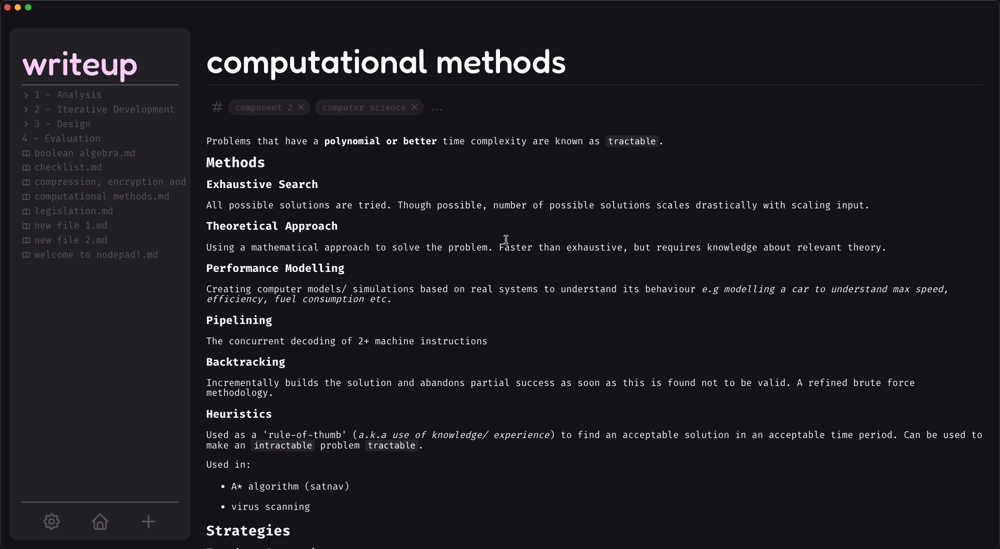 writeup
> 1 - Analysis
> 2 - Iterative Development
> 3 - Design
4 - Evaluation
boolean algebra.md
checklist.md
compression, encryption and
computational methods.md
legislation.md
new file 1.md
new file 2.md
welcome to nodepad!.md
computational methods
# component 2 × computer science × ...
Problems that have a polynomial or better time complexity are known as tractable.
Methods
Exhaustive Search
All possible solutions are tried. Though possible, number of possible solutions scales drastically with scaling input.
Theoretical Approach
Using a mathematical approach to solve the problem. Faster than exhaustive, but requires knowledge about relevant theory.
Performance Modelling
Creating computer models/ simulations based on real systems to understand its behaviour e.g modelling a car to understand max speed,
efficiency, fuel consumption etc.
Pipelining
The concurrent decoding of 2+ machine instructions
Backtracking
Incrementally builds the solution and abandons partial success as soon as this is found not to be valid. A refined brute force
methodology.
Heuristics
Used as a 'rule-of-thumb' (a.k.a use of knowledge/ experience) to find an acceptable solution in an acceptable time period. Can be used to
make an intractable problem tractable.
Used in:
• A* algorithm (satnav)
• virus scanning
Strategies